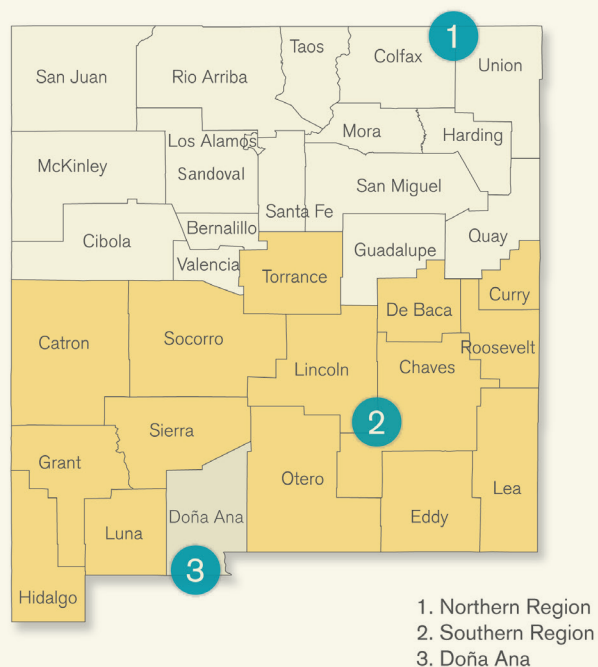 1
Taos
Colfax
Union
San Juan
Rio Arriba
Mora
Harding
Los Alamos
McKinley
Sandoval
San Miguel
Santa Fe
Bernalillo
Quay
Cibola
Guadalupe
Valencia
Torrance
Curry
De Baca
Catron
Socorro
Roosevelt
Lincoln
Chaves
2
Sierra
Grant
Otero
Lea
Doña Ana
Eddy
Luna
3
Hidalgo
1. Northern Region
2. Southern Region
3. Doña Ana